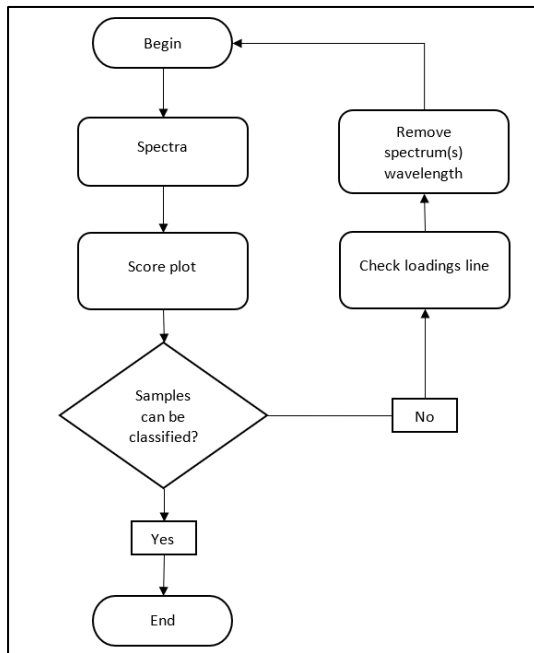 Begin
Spectra
Score plot
Samples
can be
classified?
Yes
End
No
Check loadings line
Remove
spectrum(s)
wavelength